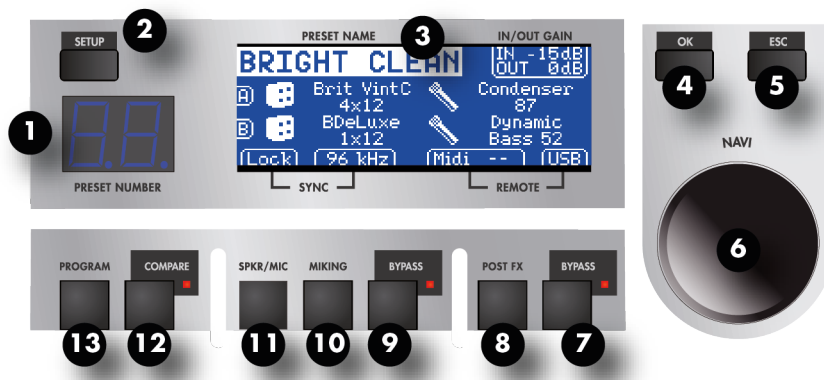 2
SETUP
1
PRESET NUMBER
PRESET NAME
3
IN/OUT GAIN
BRIGHT CLEAN
IN -15dB
OUT 0dB
A
Brit VintC
4x12
Condenser
87
B
BDeLuxe
1x12
Dynamic
Bass 52
Lock
96 kHz
Midi --
USB
SYNC
REMOTE
OK
ESC
4
5
NAVI
6
PROGRAM
COMPARE
SPKR/MIC
MIKING
BYPASS
POST FX
BYPASS
13
12
11
10
9
8
7